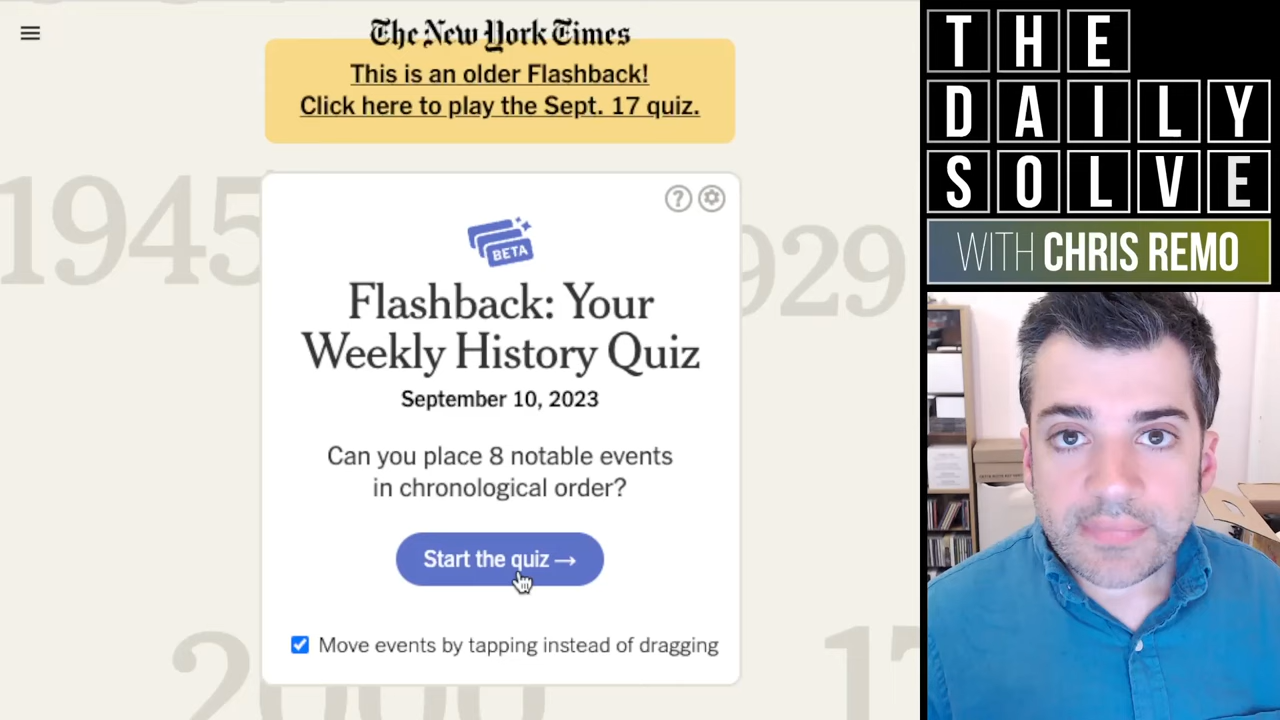 The New York Times
This is an older Flashback!
Click here to play the Sept. 17 quiz.
1945
929
?
BETA
Flashback: Your
Weekly History Quiz
September 10, 2023
Can you place 8 notable events
in chronological order?
Start the quiz →
Move events by tapping instead of dragging
2000
17
THE
DAILY
SOLVE
WITH CHRIS REMO